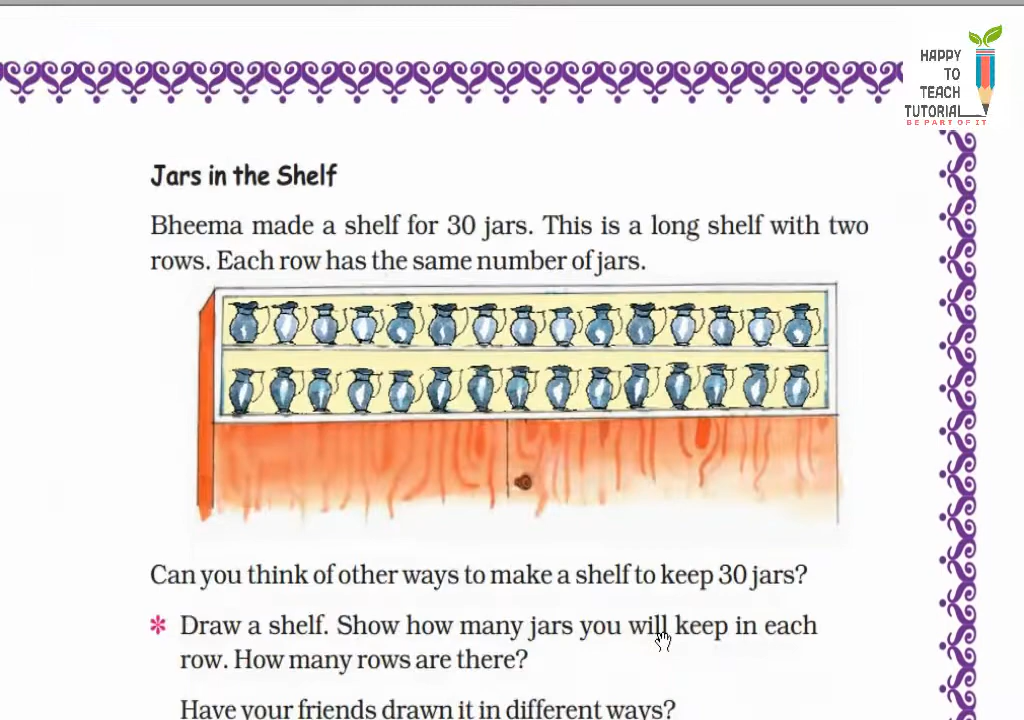 HAPPY
TO
TEACH
TUTORIAL
BE PART OF IT
Jars in the Shelf
Bheema made a shelf for 30 jars. This is a long shelf with two
rows. Each row has the same number of jars.
Can you think of other ways to make a shelf to keep 30 jars?
* Draw a shelf. Show how many jars you will keep in each
row. How many rows are there?
Have your friends drawn it in different ways?